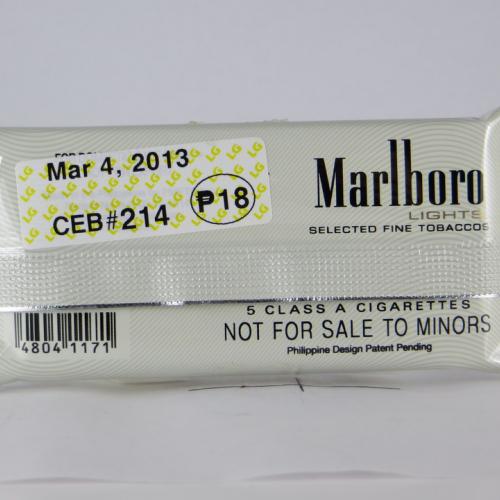 Mar 4, 2013
CEB#214
₱18
Marlboro
LIGHTS
SELECTED FINE TOBACCOS
5 CLASS A CIGARETTES
NOT FOR SALE TO MINORS
Philippine Design Patent Pending
4804 1171